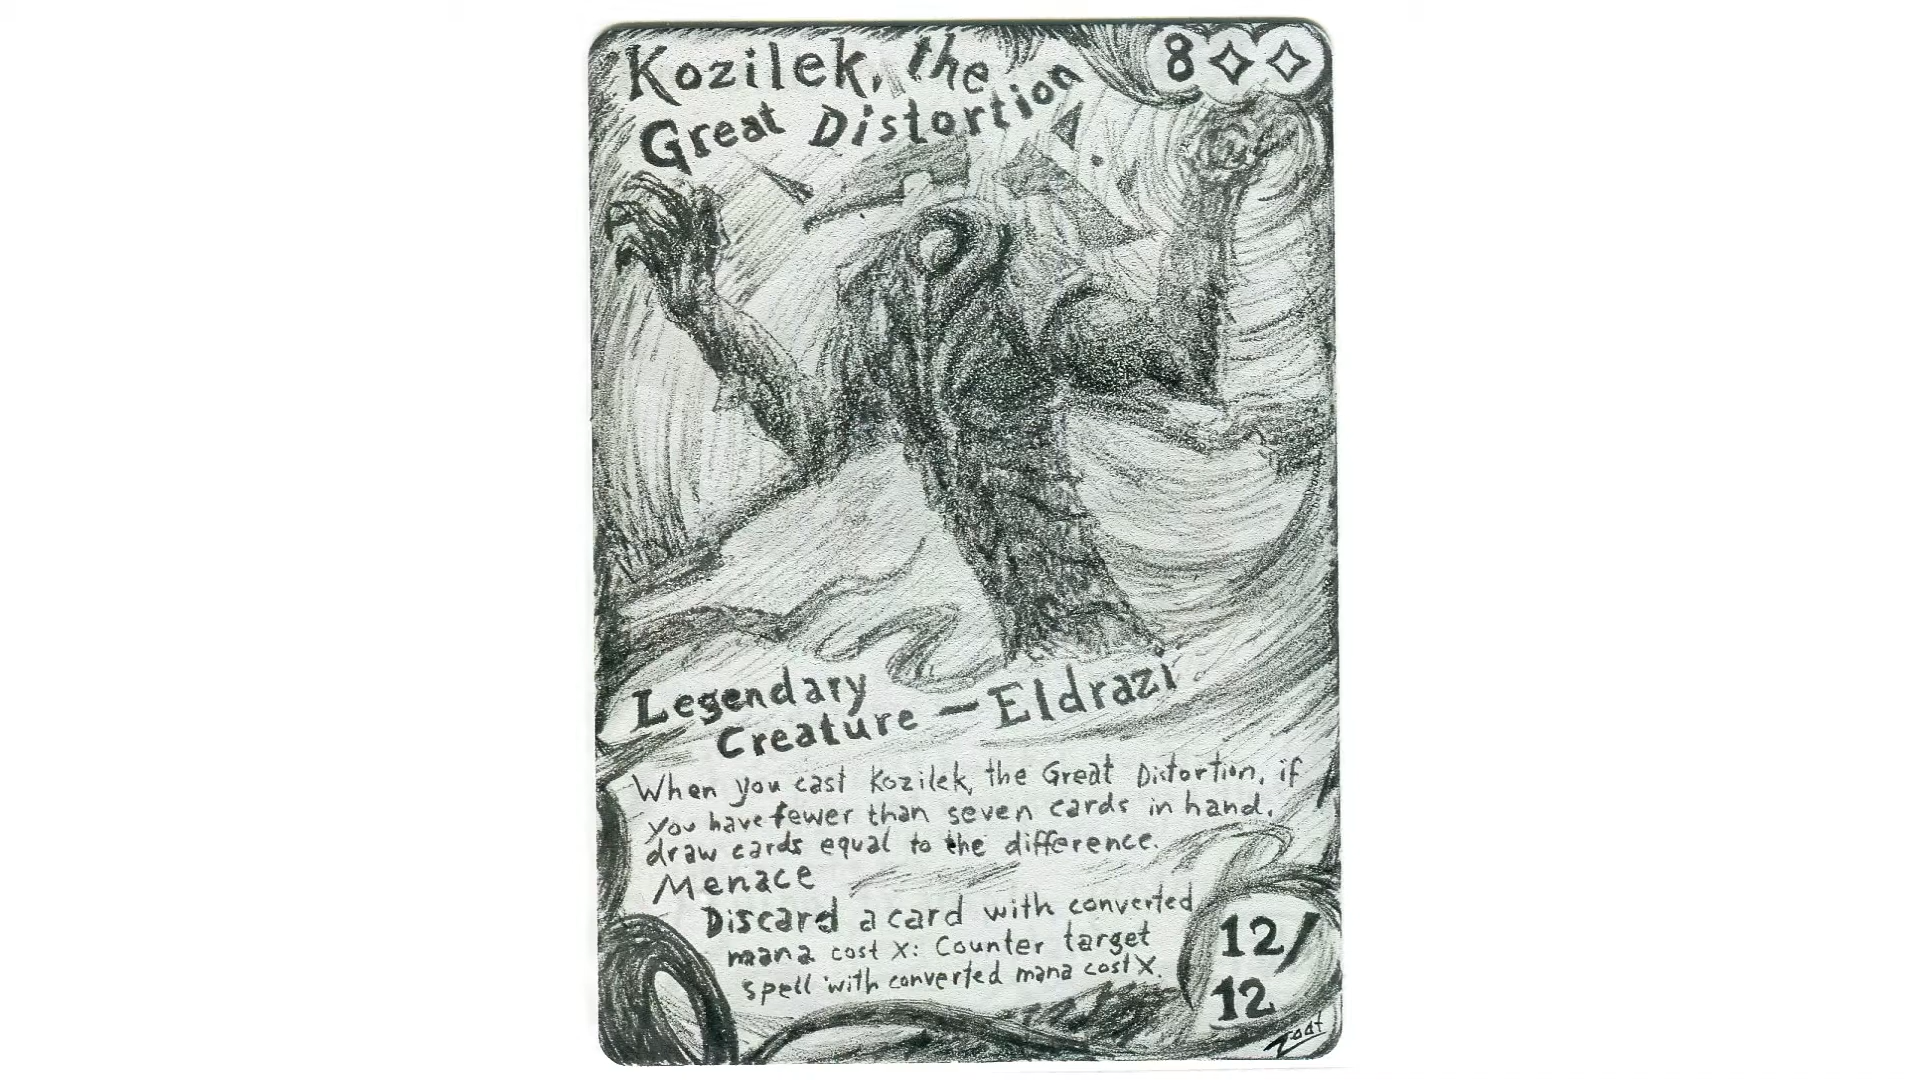 Kozilek, the
Great Distortion
8
Legendary
Creature — Eldrazi
When you cast Kozilek, the Great Distortion, if
you have fewer than seven cards in hand,
draw cards equal to the difference.
Menace
Discard a card with converted
mana cost X: Counter target
spell with converted mana cost X.
12/
12
Zaat